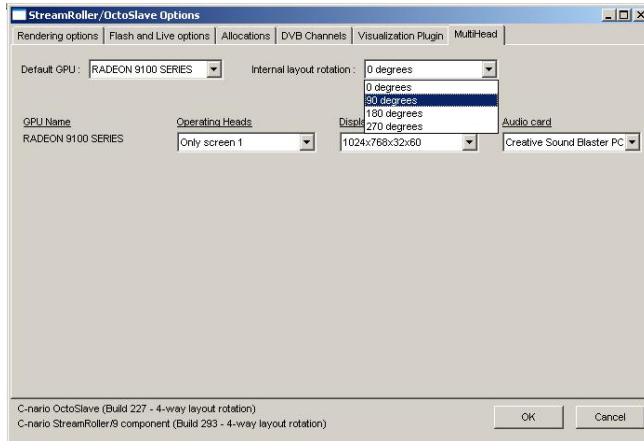 StreamRoller/OctoSlave Options
Rendering options Flash and Live options Allocations DVB Channels Visualization Plugin MultiHead
Default GPU : RADEON 9100 SERIES Internal layout rotation : 0 degrees
0 degrees
90 degrees
180 degrees
270 degrees
GPU Name Operating Heads Audio card
RADEON 9100 SERIES Only screen 1 1024x768x32x60 Creative Sound Blaster PC
C-nario OctoSlave (Build 227 - 4-way layout rotation)
C-nario StreamRoller/9 component (Build 293 - 4-way layout rotation)
OK Cancel